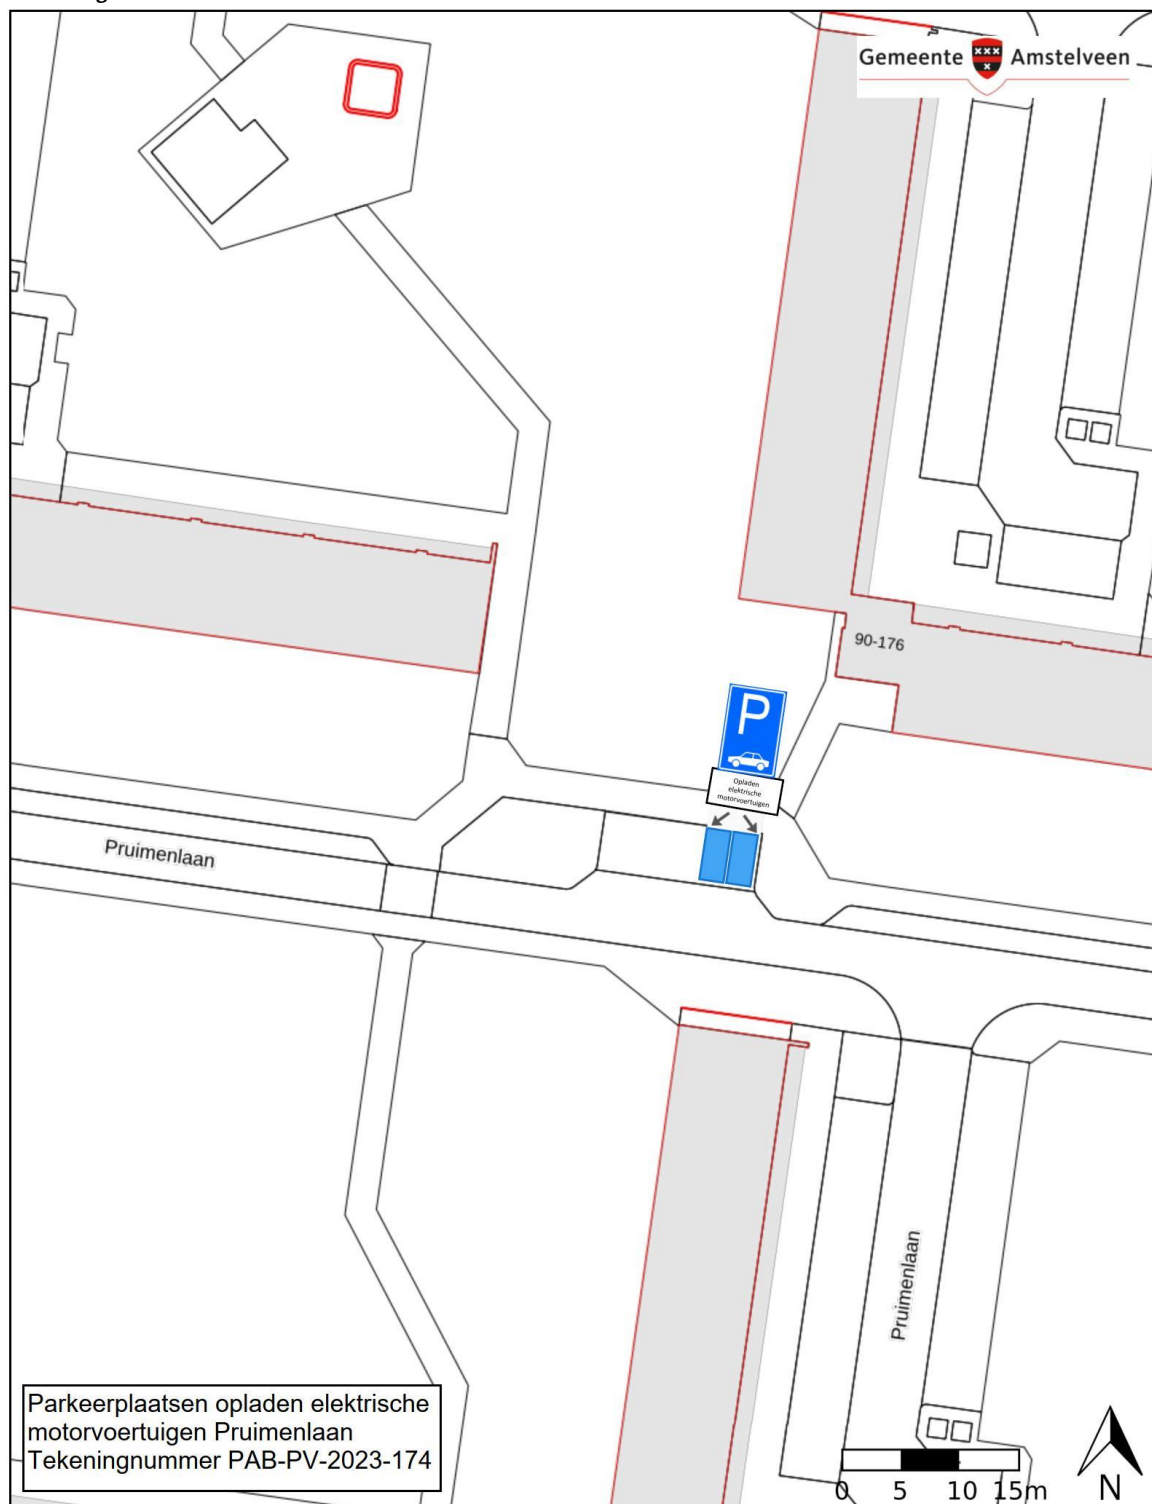 Gemeente Amstelveen
90-176
P
Opladen
elektrische
motorvoertuigen
Pruimenlaan
Pruimenlaan
Parkeerplaatsen opladen elektrische
motorvoertuigen Pruimenlaan
Tekeningnummer PAB-PV-2023-174
0 5 10 15m
N